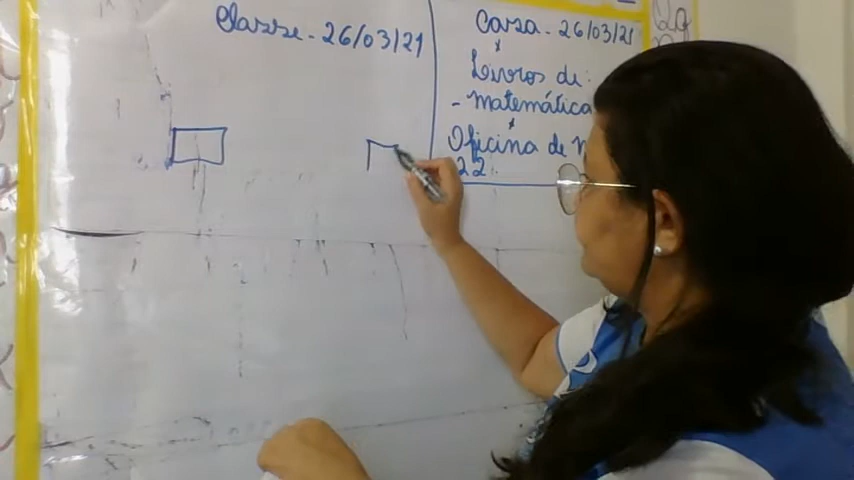 Classe - 26/03/21
Casa - 26/03/21
Livros de:
- matemática
Oficina de
22